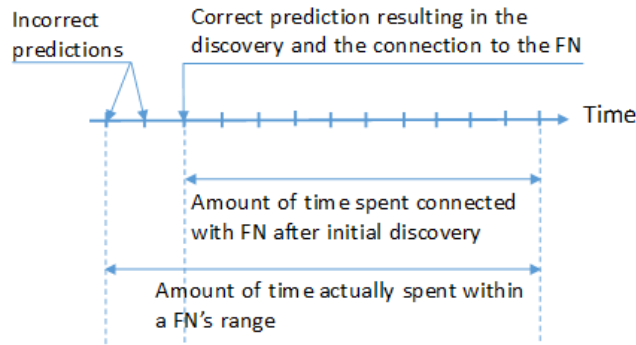 Incorrect
predictions
Correct prediction resulting in the
discovery and the connection to the FN
Time
Amount of time spent connected
with FN after initial discovery
Amount of time actually spent within
a FN's range